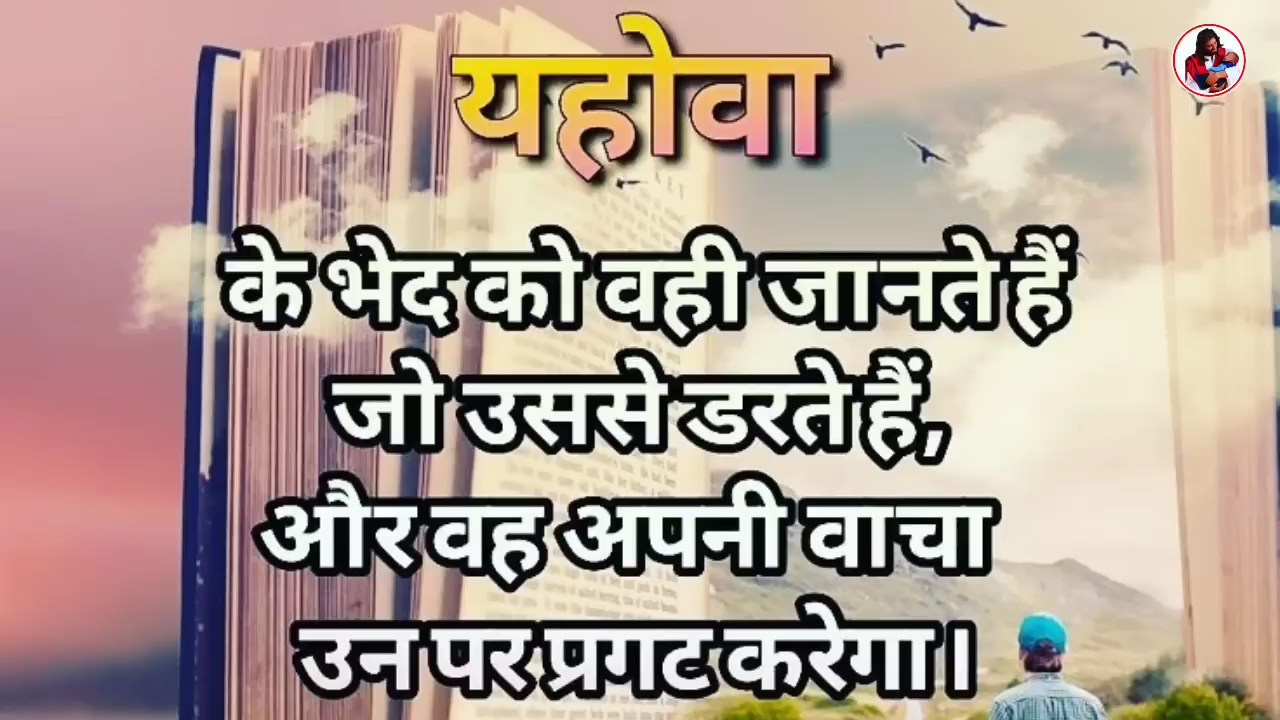 यहोवा
के भेद को वही जानते हैं
जो उससे डरते हैं,
और वह अपनी वाचा
उन पर प्रगट करेगा।